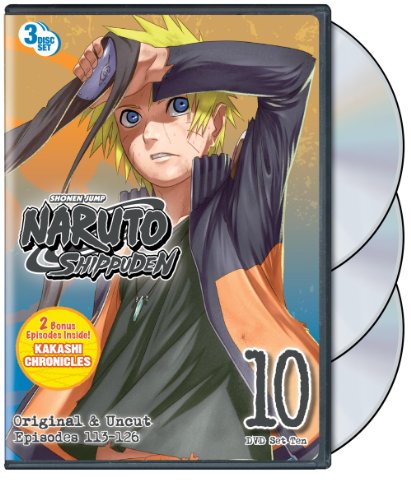 3
DISC
SET
SHONEN JUMP
NARUTO
SHIPPUDEN
2 Bonus
Episodes Inside!
KAKASHI
CHRONICLES
10
DVD Set Ten
Original & Uncut
Episodes 113-126